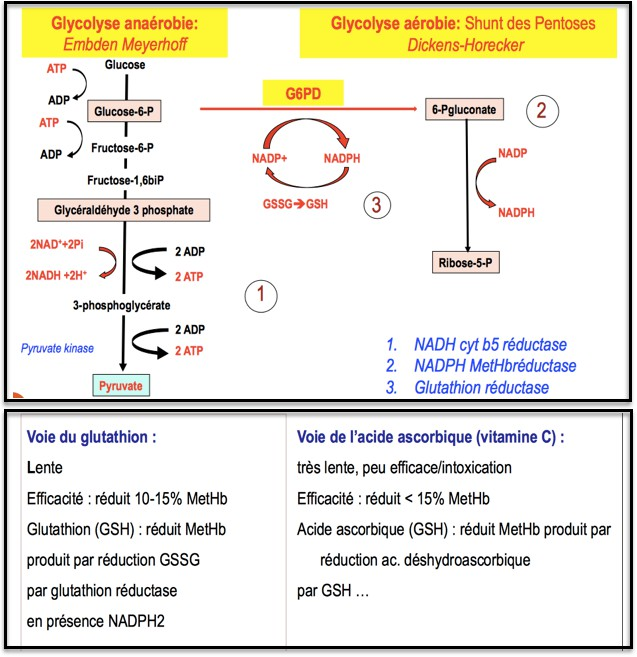 Glycolyse anaérobie:
Embden Meyerhoff
Glycolyse aérobie: Shunt des Pentoses
Dickens-Horecker
Glucose
ATP
ADP
Glucose-6-P
G6PD
6-Pgluconate
2
ATP
ADP
Fructose-6-P
NADP+
NADPH
NADP
Fructose-1,6biP
GSSG➔GSH
3
NADPH
Glycéraldéhyde 3 phosphate
2NAD⁺+2Pi
2 ADP
2NADH +2H⁺
2 ATP
Ribose-5-P
1
3-phosphoglycérate
2 ADP
Pyruvate kinase
2 ATP
Pyruvate
1. NADH cyt b5 réductase
2. NADPH MetHbréductase
3. Glutathion réductase
Voie du glutathion :
Lente
Efficacité : réduit 10-15% MetHb
Glutathion (GSH) : réduit MetHb
produit par réduction GSSG
par glutathion réductase
en présence NADPH2
Voie de l'acide ascorbique (vitamine C) :
très lente, peu efficace/intoxication
Efficacité : réduit < 15% MetHb
Acide ascorbique (GSH) : réduit MetHb produit par
réduction ac. déshydroascorbique
par GSH …